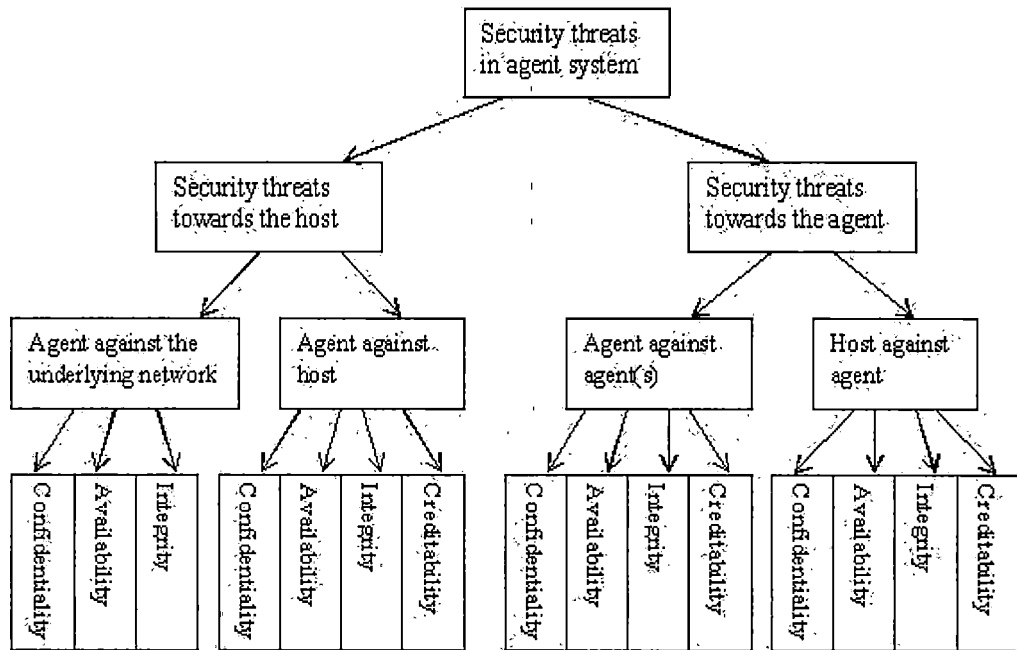 Security threats
in agent system
Security threats
towards the host
Security threats
towards the agent
Agent against the
underlying network
Agent against
host
Agent against
agent(s)
Host against
agent
Confidentiality
Availability
Integrity
Confidentiality
Availability
Integrity
Creditability
Confidentiality
Availability
Integrity
Creditability
Confidentiality
Availability
Integrity
Creditability